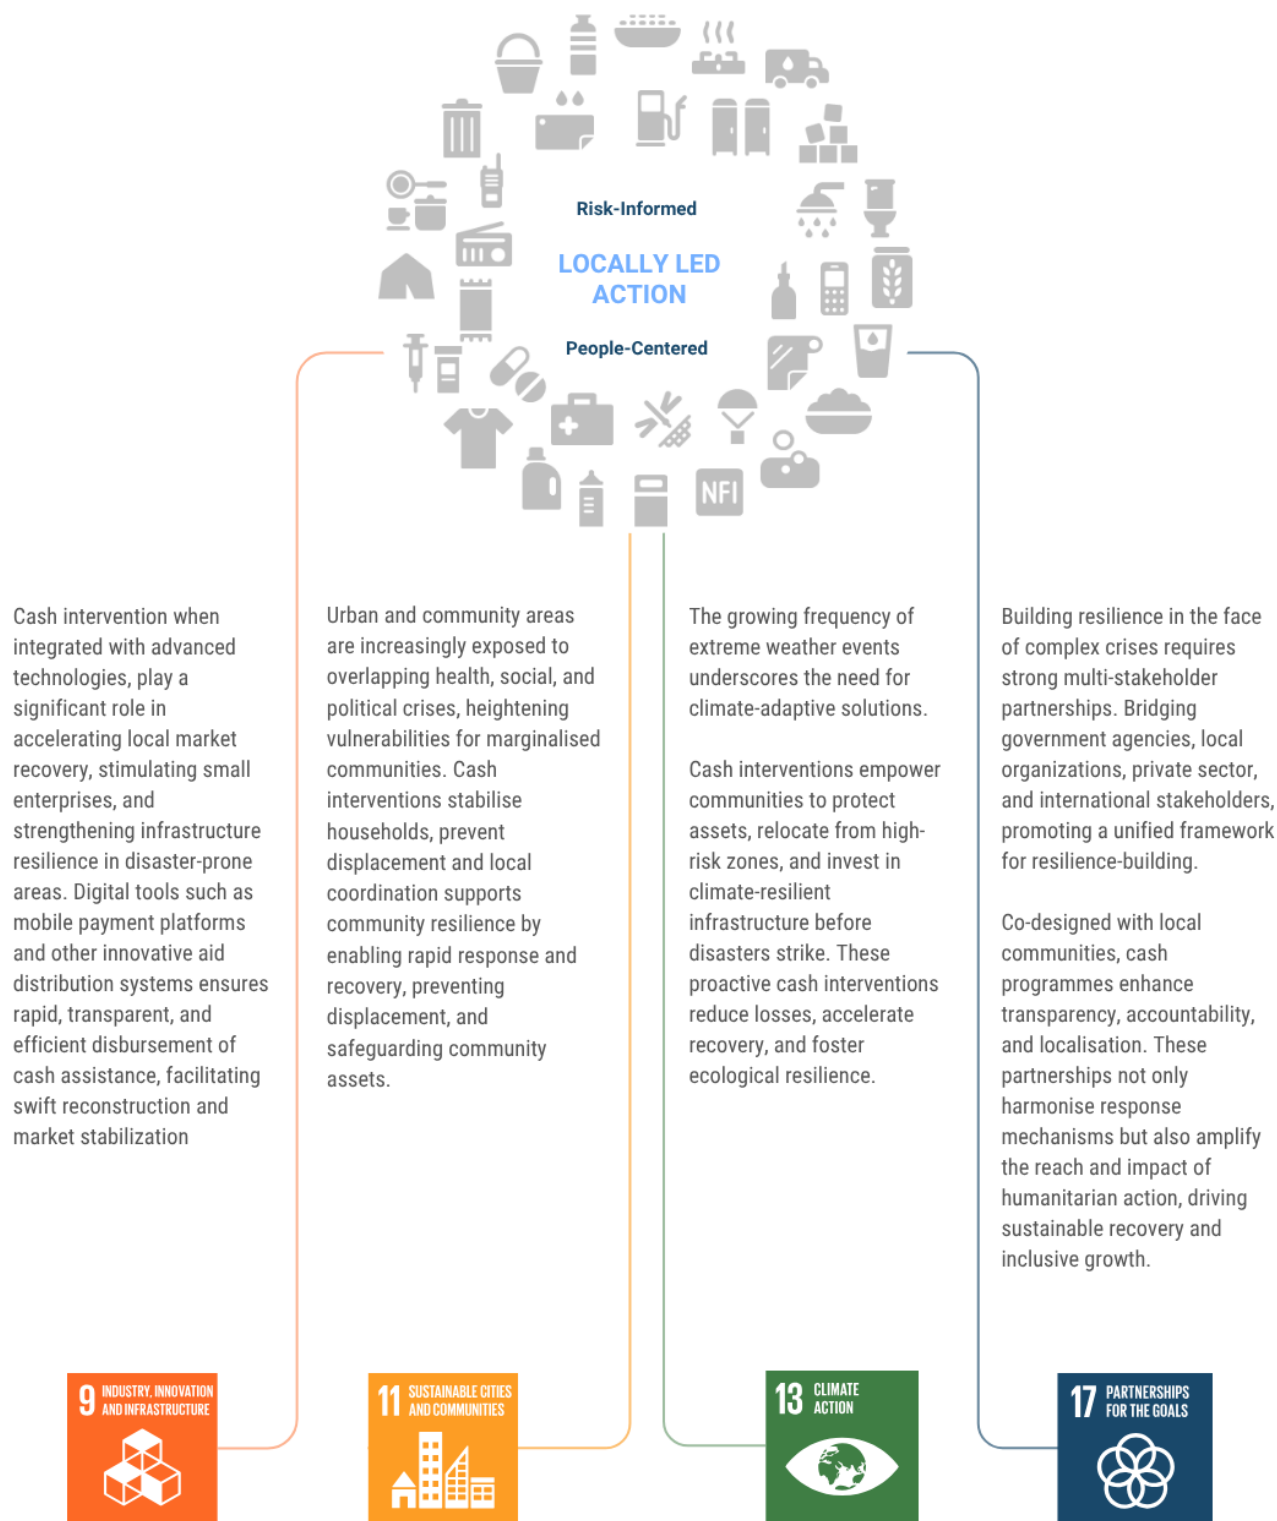 Risk-Informed
LOCALLY LED
ACTION
People-Centered
NFI
Cash intervention when
integrated with advanced
technologies, play a
significant role in
accelerating local market
recovery, stimulating small
enterprises, and
strengthening infrastructure
resilience in disaster-prone
areas. Digital tools such as
mobile payment platforms
and other innovative aid
distribution systems ensures
rapid, transparent, and
efficient disbursement of
cash assistance, facilitating
swift reconstruction and
market stabilization
Urban and community areas
are increasingly exposed to
overlapping health, social, and
political crises, heightening
vulnerabilities for marginalised
communities. Cash
interventions stabilise
households, prevent
displacement and local
coordination supports
community resilience by
enabling rapid response and
recovery, preventing
displacement, and
safeguarding community
assets.
The growing frequency of
extreme weather events
underscores the need for
climate-adaptive solutions.
Cash interventions empower
communities to protect
assets, relocate from high-
risk zones, and invest in
climate-resilient
infrastructure before
disasters strike. These
proactive cash interventions
reduce losses, accelerate
recovery, and foster
ecological resilience.
Building resilience in the face
of complex crises requires
strong multi-stakeholder
partnerships. Bridging
government agencies, local
organizations, private sector,
and international stakeholders,
promoting a unified framework
for resilience-building.
Co-designed with local
communities, cash
programmes enhance
transparency, accountability,
and localisation. These
partnerships not only
harmonise response
mechanisms but also amplify
the reach and impact of
humanitarian action, driving
sustainable recovery and
inclusive growth.
9 INDUSTRY, INNOVATION
AND INFRASTRUCTURE
11 SUSTAINABLE CITIES
AND COMMUNITIES
13 CLIMATE
ACTION
17 PARTNERSHIPS
FOR THE GOALS